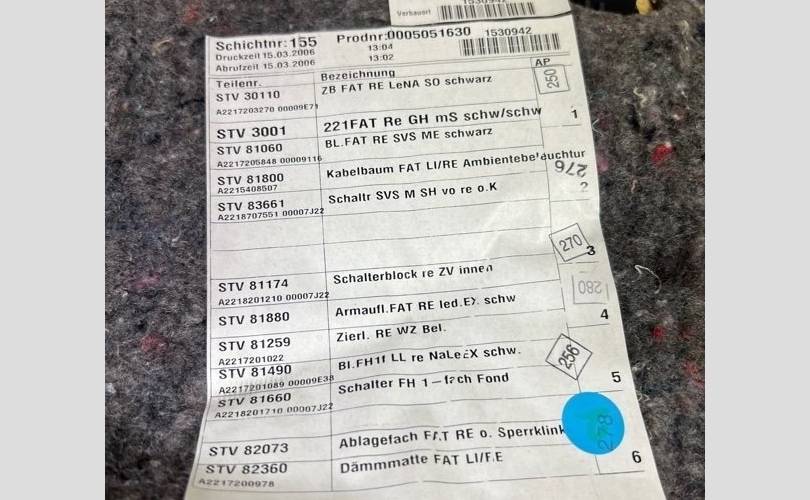 Verbauort
1530942
Schichtnr:155 Prodnr:0005051630 1530942
Druckzeit 15.03.2006 13:04
Abrufzeit 15.03.2006 13:02
Teilenr. Bezeichnung AP
STV 30110 ZB FAT RE LeNA SO schwarz 250
A2217203270 00009E71
STV 3001 221FAT Re GH mS schw/schw 1
STV 81060 BL.FAT RE SVS ME schwarz
A2217205848 00009116
STV 81800 Kabelbaum FAT LI/RE Ambientebeleuchtur
A2215408507 276
STV 83661 Schaltr SVS M SH vo re o.K 2
A2218707551 00007J22
270 3
STV 81174 Schalterblock re ZV innen
A2218201210 00007J22 280
STV 81880 Armaufl.FAT RE led.EX schw 4
STV 81259 Zierl. RE WZ Bel.
A2217201022
STV 81490 Bl.FH1f LL re NaLeEX schw. 256
A2217201089 00009E38
STV 81660 Schalter FH 1-fach Fond 5
A2218201710 00007J22
278
STV 82073 Ablagefach FAT RE o. Sperrklink
STV 82360 Dämmmatte FAT LI/RE 6
A2217200978